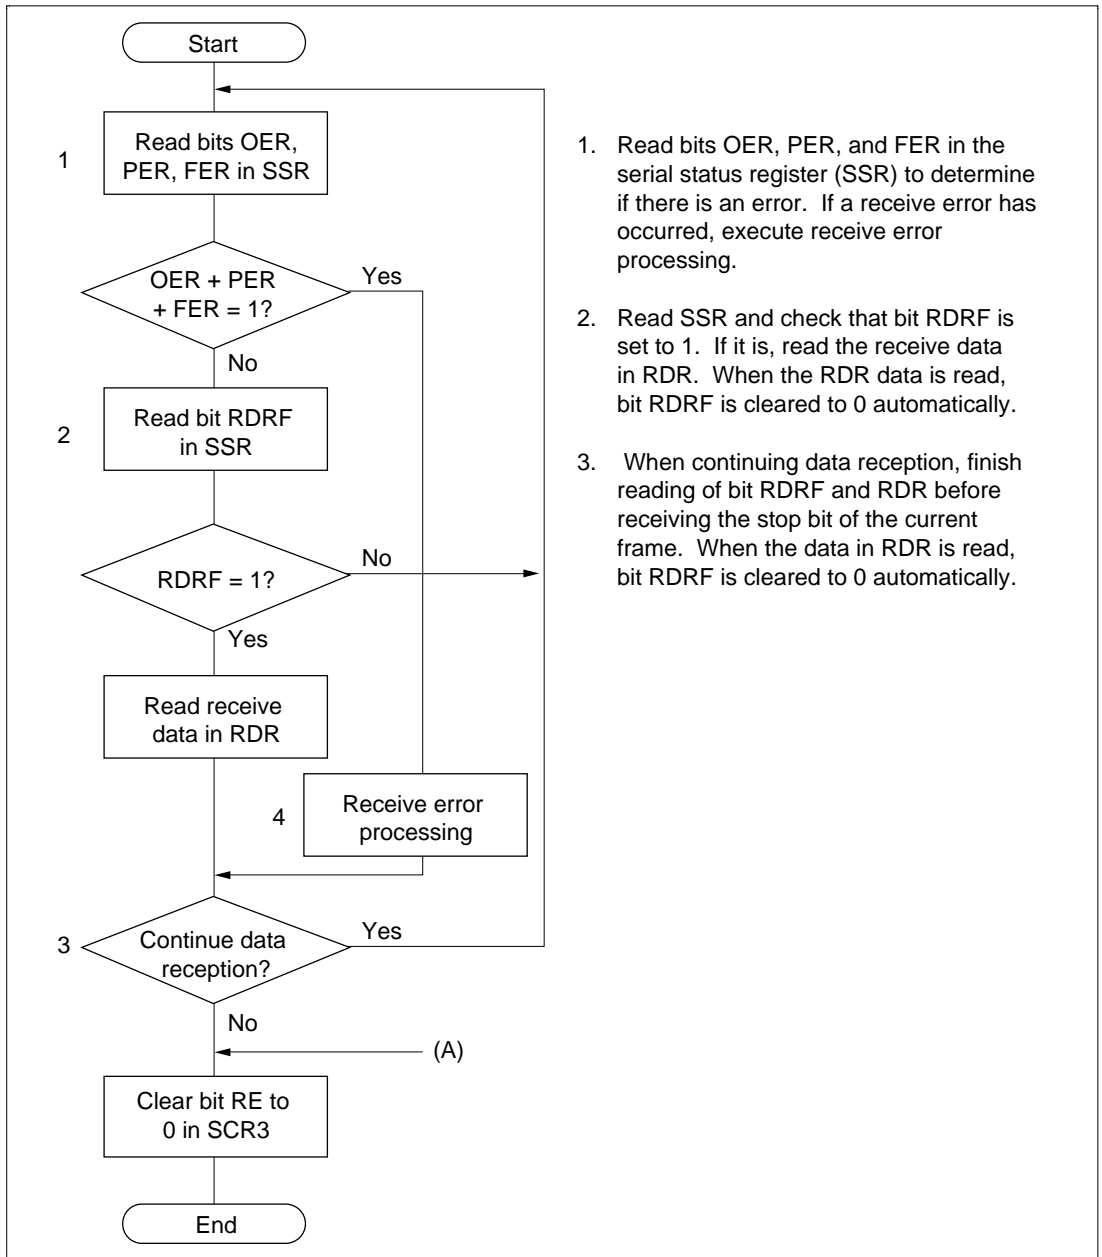 Start
1
Read bits OER,
PER, FER in SSR
OER + PER
+ FER = 1?
Yes
No
2
Read bit RDRF
in SSR
RDRF = 1?
No
Yes
Read receive
data in RDR
4
Receive error
processing
3
Continue data
reception?
Yes
No
(A)
Clear bit RE to
0 in SCR3
End
1. Read bits OER, PER, and FER in the
serial status register (SSR) to determine
if there is an error. If a receive error has
occurred, execute receive error
processing.
2. Read SSR and check that bit RDRF is
set to 1. If it is, read the receive data
in RDR. When the RDR data is read,
bit RDRF is cleared to 0 automatically.
3. When continuing data reception, finish
reading of bit RDRF and RDR before
receiving the stop bit of the current
frame. When the data in RDR is read,
bit RDRF is cleared to 0 automatically.